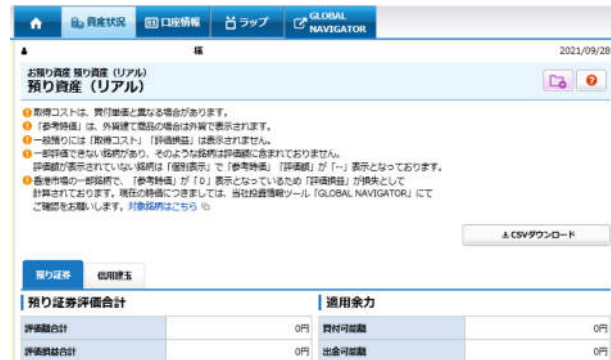 資産状況
口座情報
ラップ
GLOBAL
NAVIGATOR
様
2021/09/28
お預り資産 預り資産（リアル）
預り資産（リアル）
取得コストは、買付単価と異なる場合があります。
「参考時価」は、外貨建て商品の場合は外貨で表示されます。
一般預りには「取得コスト」「評価損益」は表示されません。
一部評価できない銘柄があり、そのような銘柄は評価額に含まれておりません。
評価額が表示されていない銘柄は「個別表示」で「参考時価」「評価額」が「--」表示となっております。
香港市場の一部銘柄で、「参考時価」が「0」表示となっているため「評価損益」が損失として
計算されております。現在の時価につきましては、当社投資情報ツール「GLOBAL NAVIGATOR」にて
ご確認をお願いします。対象銘柄はこちら
CSVダウンロード
預り証券
信用建玉
預り証券評価合計
適用余力
評価額合計
0円
買付可能額
0円
評価損益合計
0円
出金可能額
0円